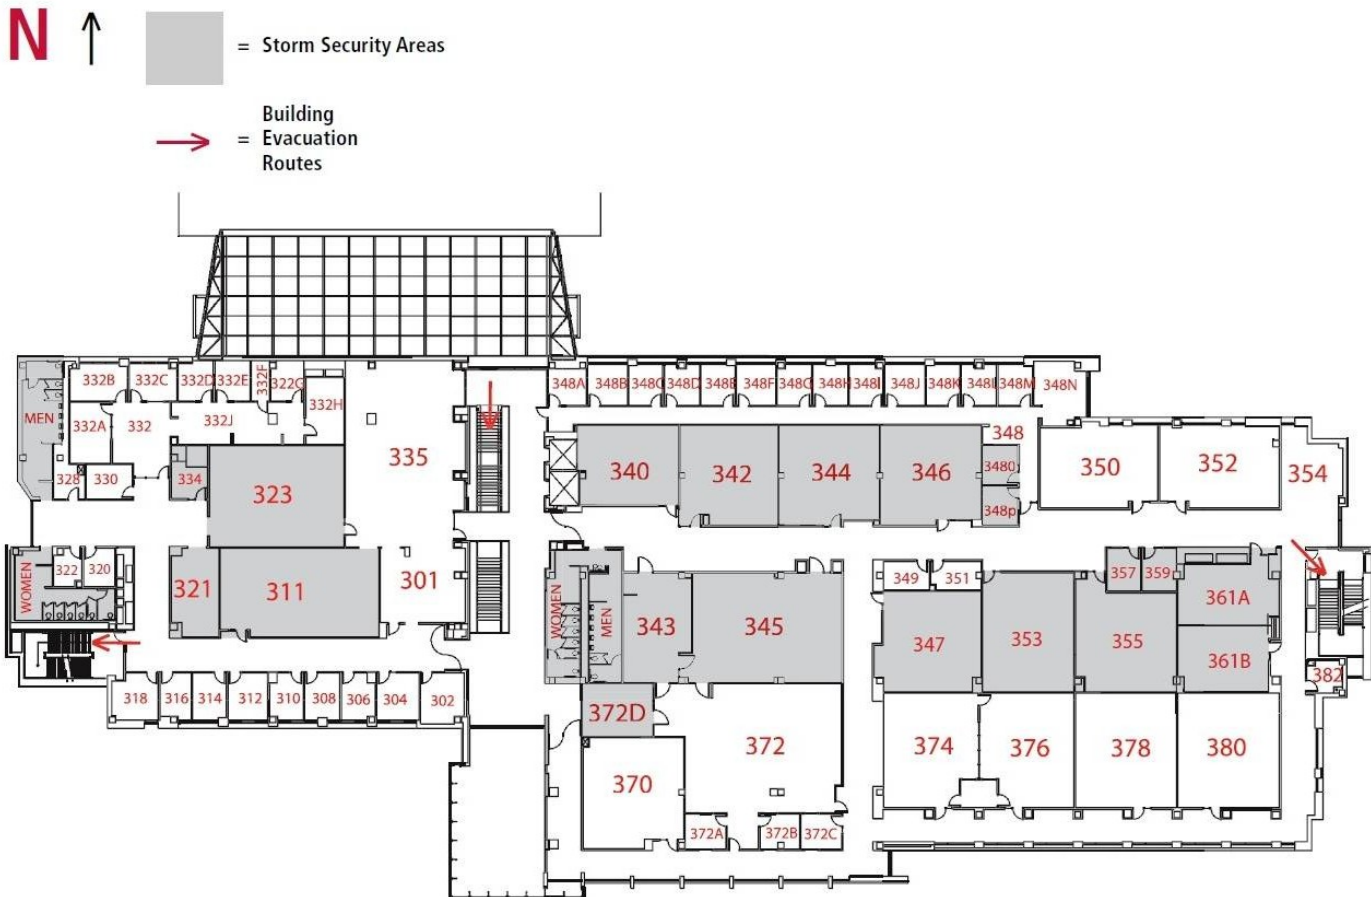 N
= Storm Security Areas
Building
= Evacuation
Routes
332B 332C 332D 332E 332F 322G
348A 348B 348C 348D 348E 348F 348G 348H 348I 348J 348K 348L 348M 348N
MEN
332A 332 332J 332H
348
335
340 342 344 346
350 352 354
328 330 334
323
348O
348p
322 320
WOMEN
321 311 301
WOMEN
MEN
343 345
349 351
357 359
347 353 355
361A
361B
382
318 316 314 312 310 308 306 304 302
372D
372
374 376 378 380
370
372A 372B 372C